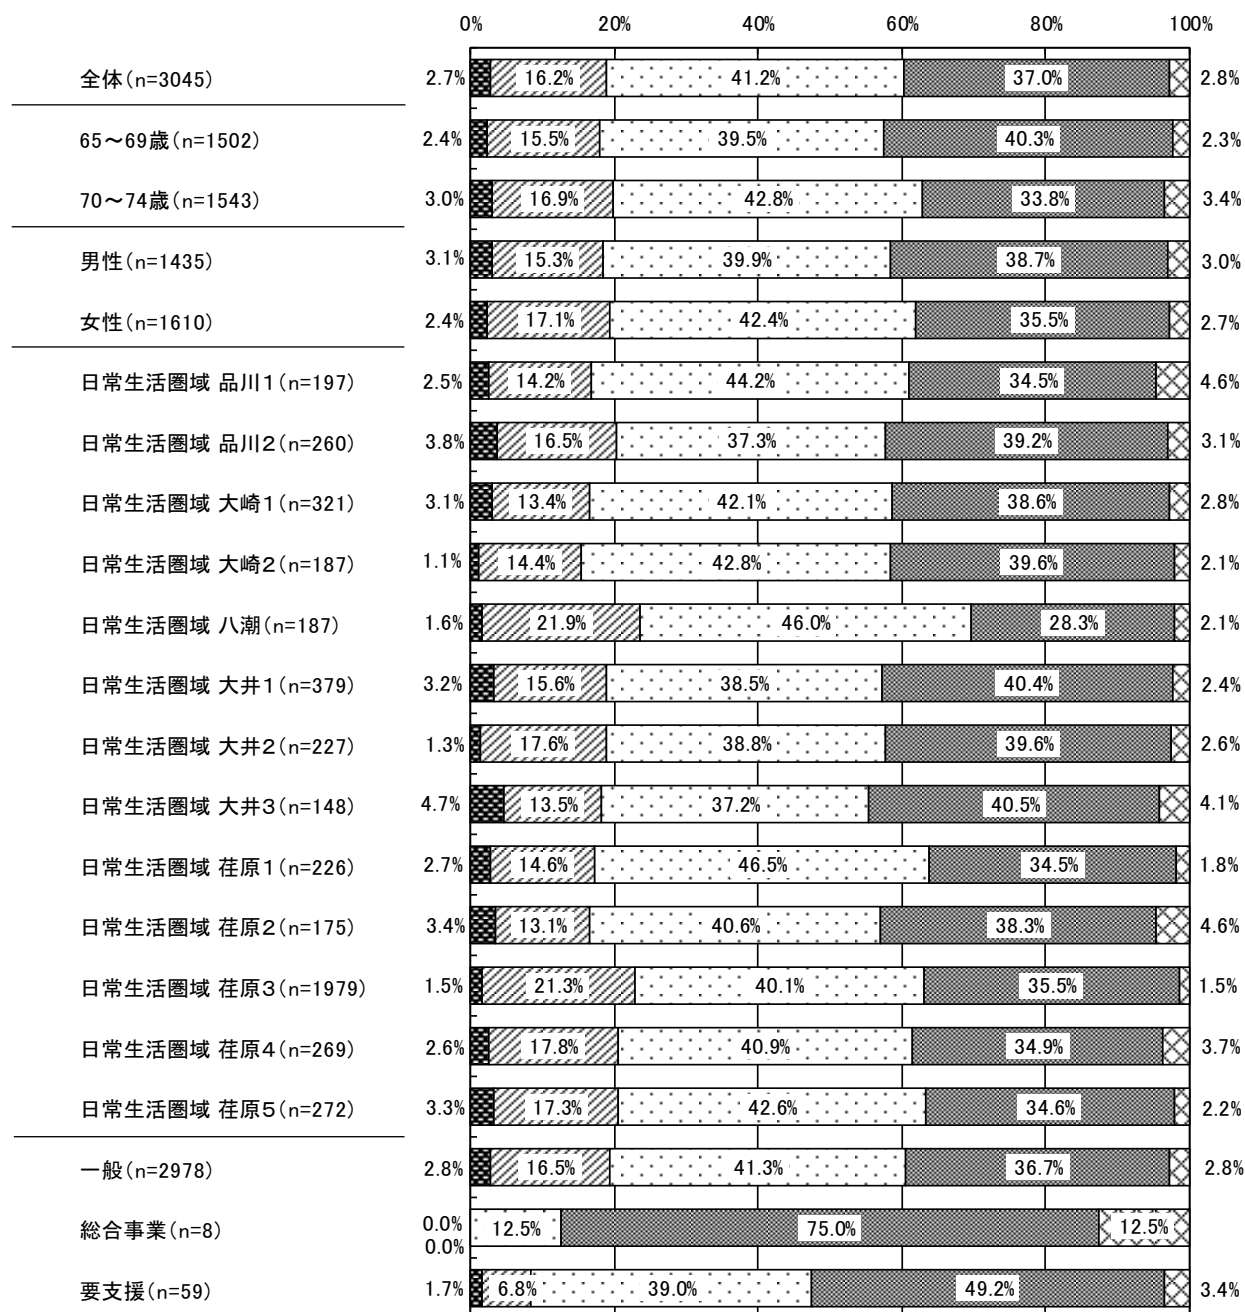 0% 20% 40% 60% 80% 100%
全体(n=3045) 2.7% 16.2% 41.2% 37.0% 2.8%
65～69歳(n=1502) 2.4% 15.5% 39.5% 40.3% 2.3%
70～74歳(n=1543) 3.0% 16.9% 42.8% 33.8% 3.4%
男性(n=1435) 3.1% 15.3% 39.9% 38.7% 3.0%
女性(n=1610) 2.4% 17.1% 42.4% 35.5% 2.7%
日常生活圏域 品川1(n=197) 2.5% 14.2% 44.2% 34.5% 4.6%
日常生活圏域 品川2(n=260) 3.8% 16.5% 37.3% 39.2% 3.1%
日常生活圏域 大崎1(n=321) 3.1% 13.4% 42.1% 38.6% 2.8%
日常生活圏域 大崎2(n=187) 1.1% 14.4% 42.8% 39.6% 2.1%
日常生活圏域 八潮(n=187) 1.6% 21.9% 46.0% 28.3% 2.1%
日常生活圏域 大井1(n=379) 3.2% 15.6% 38.5% 40.4% 2.4%
日常生活圏域 大井2(n=227) 1.3% 17.6% 38.8% 39.6% 2.6%
日常生活圏域 大井3(n=148) 4.7% 13.5% 37.2% 40.5% 4.1%
日常生活圏域 荏原1(n=226) 2.7% 14.6% 46.5% 34.5% 1.8%
日常生活圏域 荏原2(n=175) 3.4% 13.1% 40.6% 38.3% 4.6%
日常生活圏域 荏原3(n=1979) 1.5% 21.3% 40.1% 35.5% 1.5%
日常生活圏域 荏原4(n=269) 2.6% 17.8% 40.9% 34.9% 3.7%
日常生活圏域 荏原5(n=272) 3.3% 17.3% 42.6% 34.6% 2.2%
一般(n=2978) 2.8% 16.5% 41.3% 36.7% 2.8%
総合事業(n=8) 0.0% 0.0% 12.5% 75.0% 12.5%
要支援(n=59) 1.7% 6.8% 39.0% 49.2% 3.4%